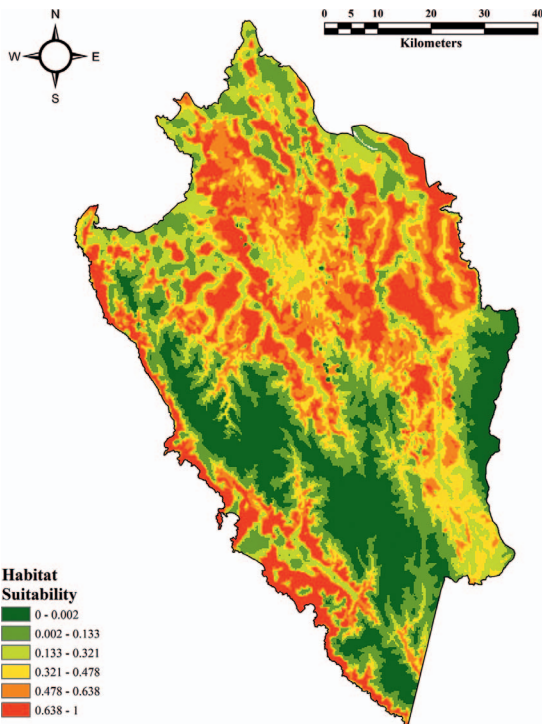 N
W E
S
0 10 20 30 40
Kilometers
Habitat
Suitability
0 - 0.002
0.002 - 0.133
0.133 - 0.321
0.321 - 0.478
0.478 - 0.638
0.638 - 1